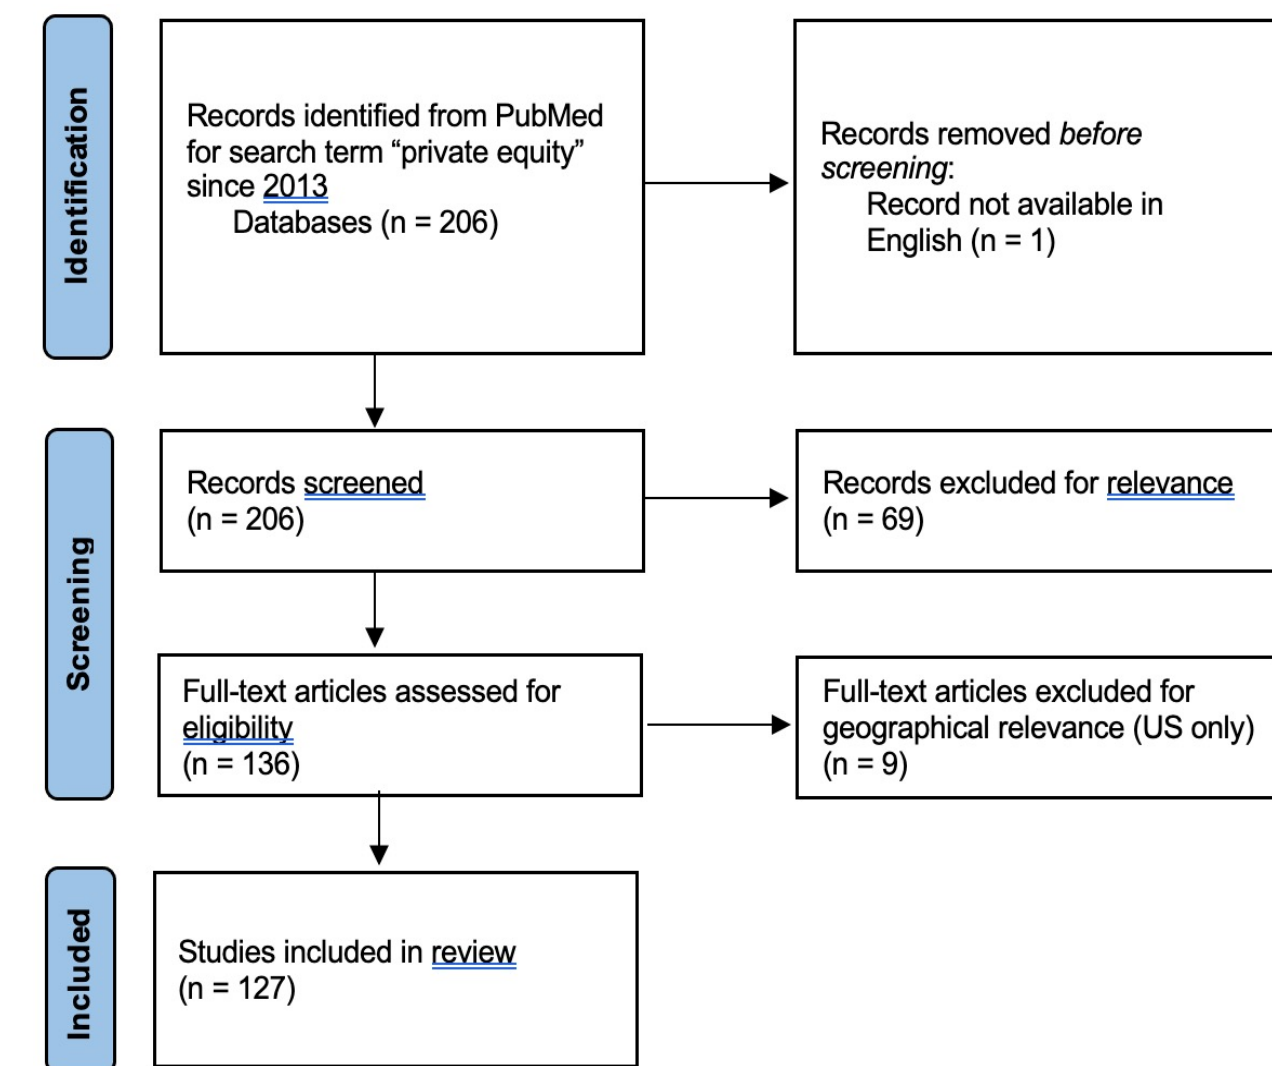 Identification
Records identified from PubMed
for search term “private equity”
since 2013
Databases (n = 206)
Records removed before
screening:
Record not available in
English (n = 1)
Screening
Records screened
(n = 206)
Records excluded for relevance
(n = 69)
Full-text articles assessed for
eligibility
(n = 136)
Full-text articles excluded for
geographical relevance (US only)
(n = 9)
Included
Studies included in review
(n = 127)